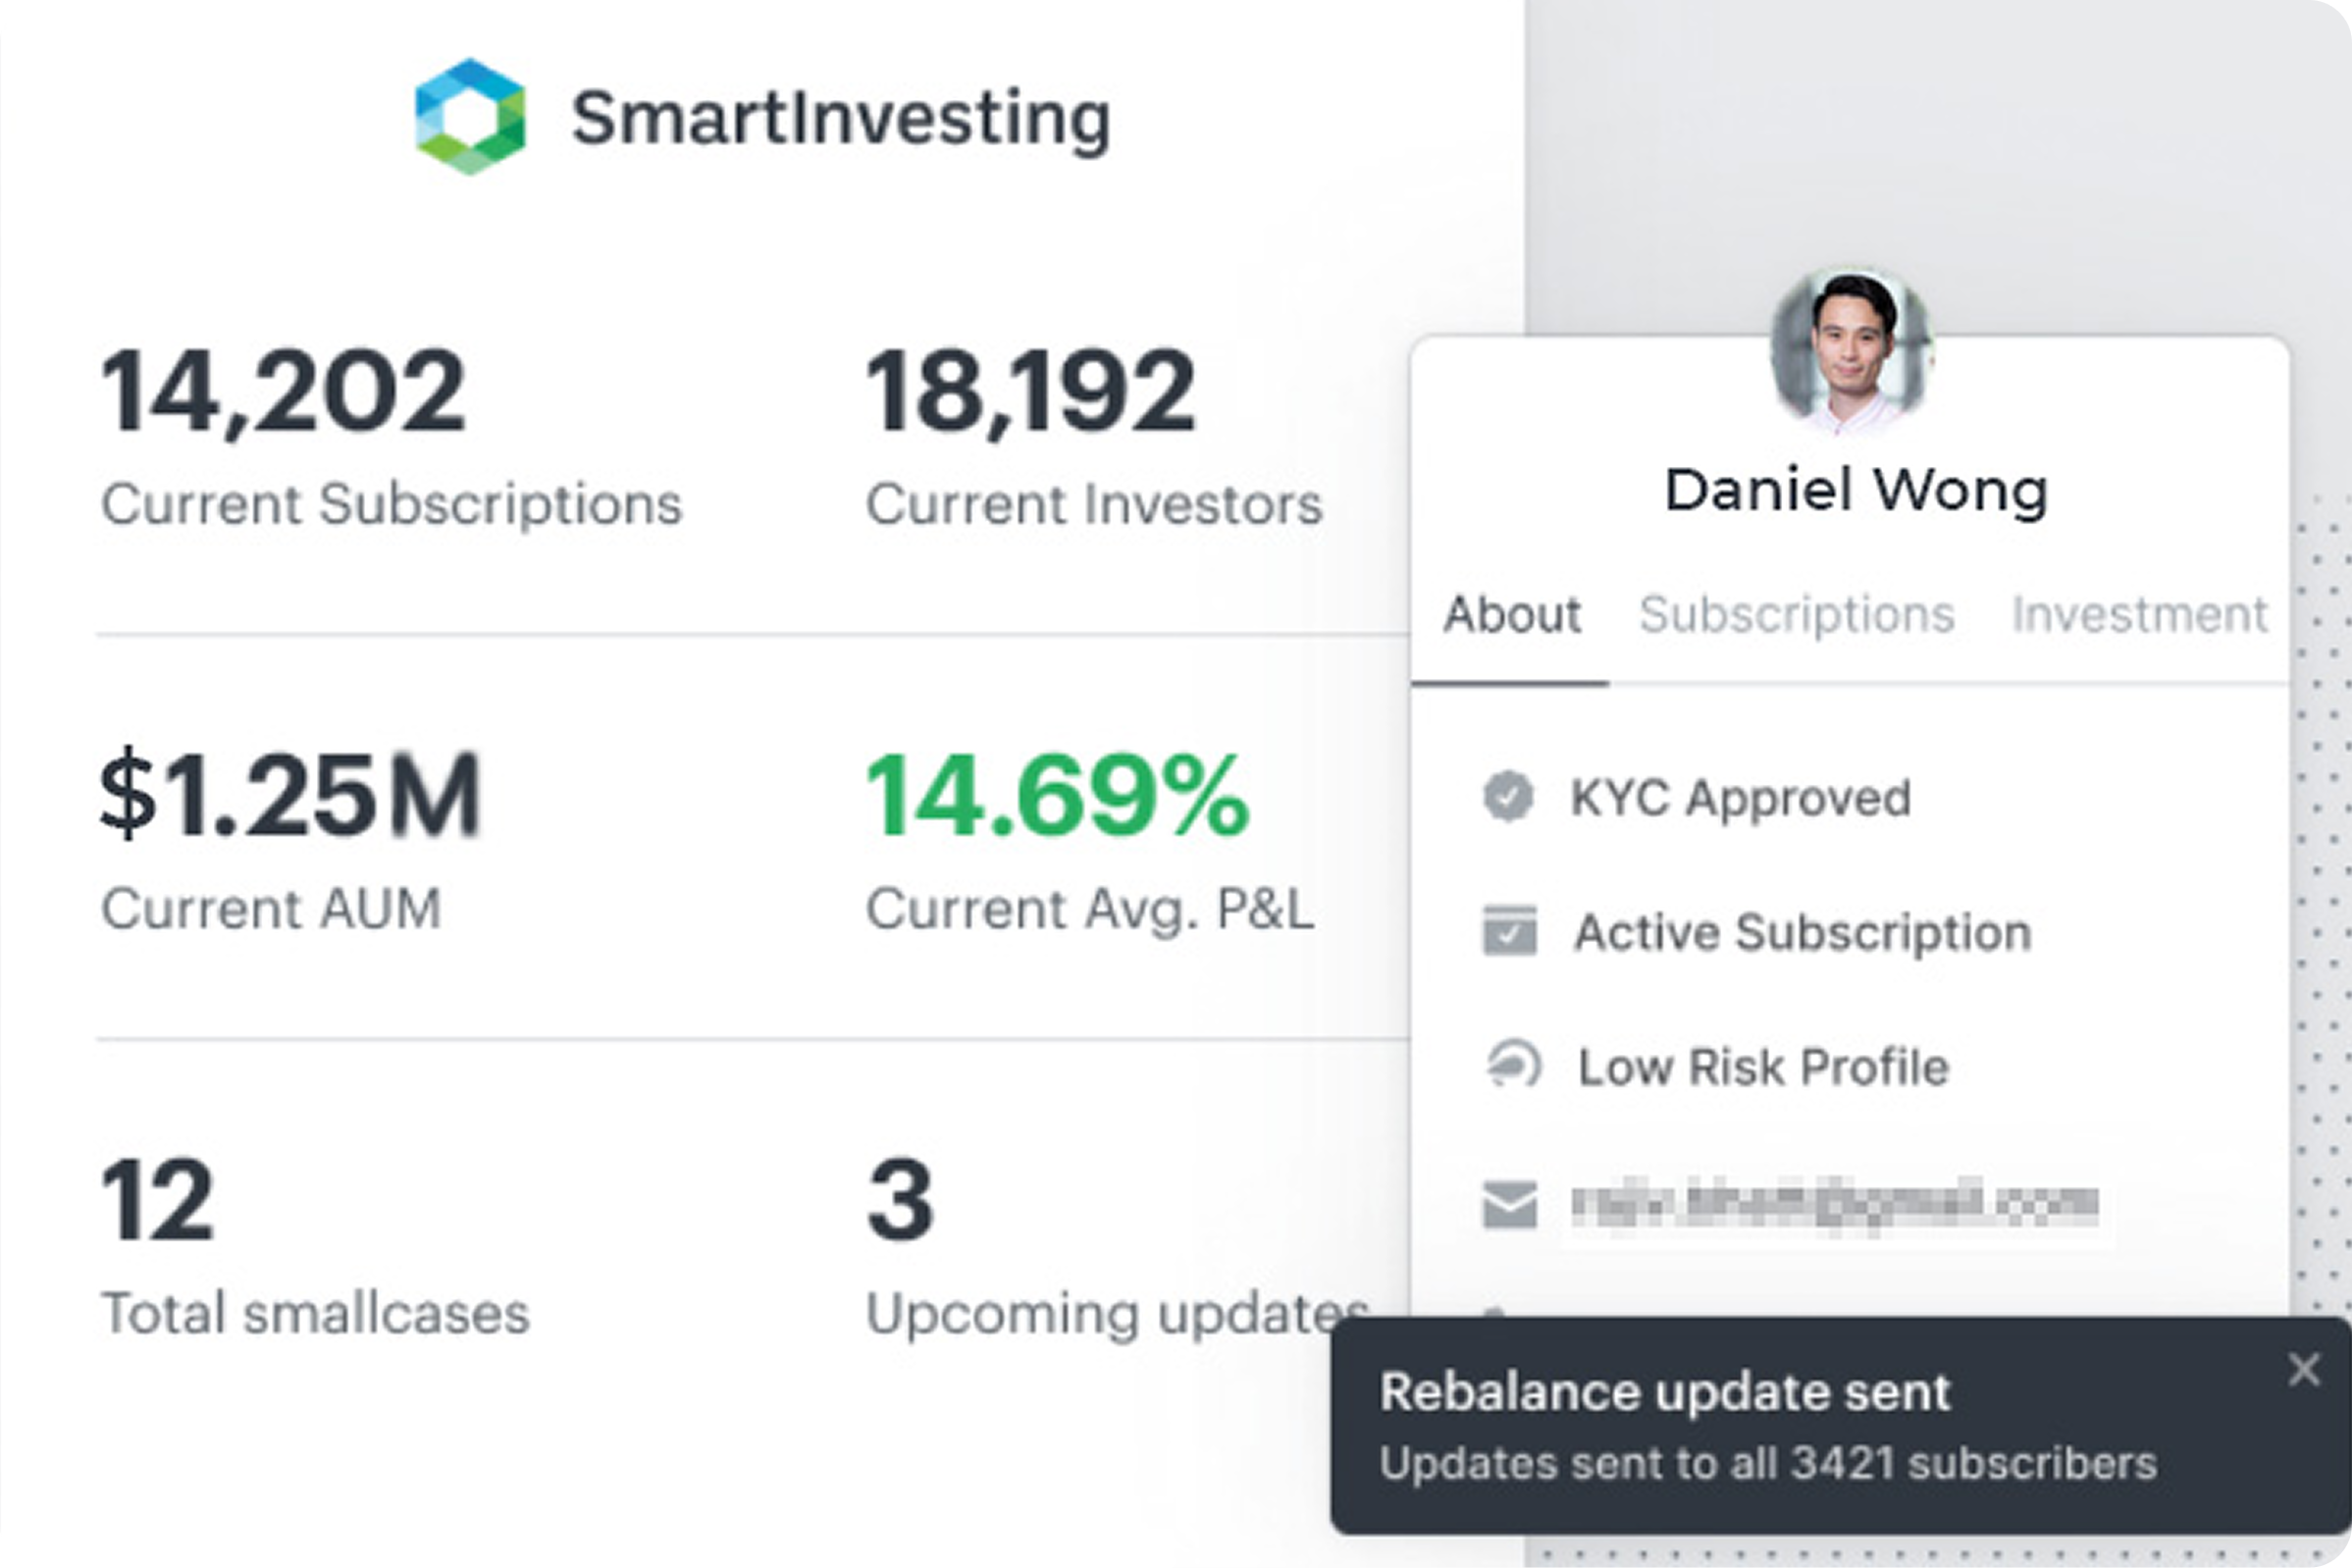 SmartInvesting
14,202
Current Subscriptions
18,192
Current Investors
$1.25M
Current AUM
14.69%
Current Avg. P&L
12
Total smallcases
3
Upcoming updates
Daniel Wong
About Subscriptions Investment
KYC Approved
Active Subscription
Low Risk Profile
Rebalance update sent
Updates sent to all 3421 subscribers